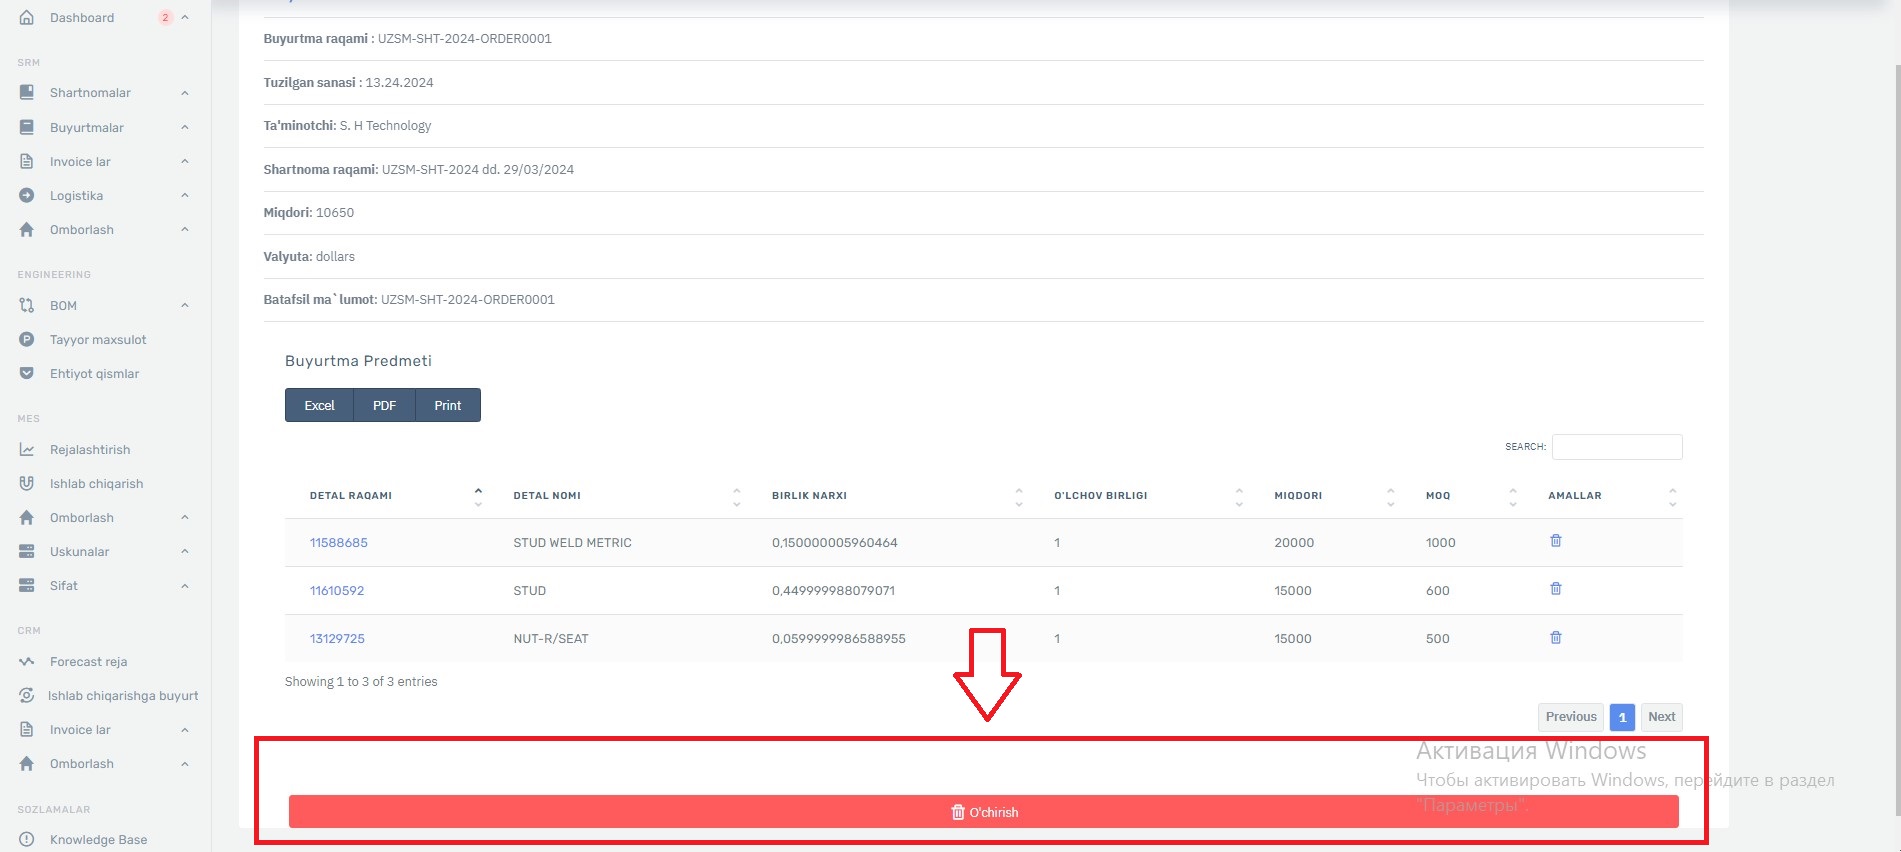 Dashboard 2
SRM
Shartnomalar
Buyurtmalar
Invoice lar
Logistika
Omborlash
ENGINEERING
BOM
P Tayyor maxsulot
Ehtiyot qismlar
MES
Rejalashtirish
Ishlab chiqarish
Omborlash
Uskunalar
Sifat
CRM
Forecast reja
Ishlab chiqarishga buyurt
Invoice lar
Omborlash
SOZLAMALAR
Knowledge Base
Buyurtma raqami : UZSM-SHT-2024-ORDER0001
Tuzilgan sanasi : 13.24.2024
Ta'minotchi: S. H Technology
Shartnoma raqami: UZSM-SHT-2024 dd. 29/03/2024
Miqdori: 10650
Valyuta: dollars
Batafsil ma`lumot: UZSM-SHT-2024-ORDER0001
Buyurtma Predmeti
Excel PDF Print
SEARCH:
DETAL RAQAMI DETAL NOMI BIRLIK NARXI O'LCHOV BIRLIGI MIQDORI MOQ AMALLAR
11588685 STUD WELD METRIC 0,150000005960464 1 20000 1000
11610592 STUD 0,449999988079071 1 15000 600
13129725 NUT-R/SEAT 0,0599999986588955 1 15000 500
Showing 1 to 3 of 3 entries
Previous 1 Next
Активация Windows
Чтобы активировать Windows, перейдите в раздел
"Параметры".
O'chirish